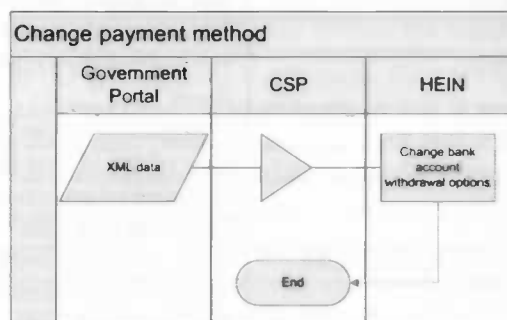 Change payment method
Government
Portal
CSP
HEIN
XML data
Change bank
account
withdrawal options
End